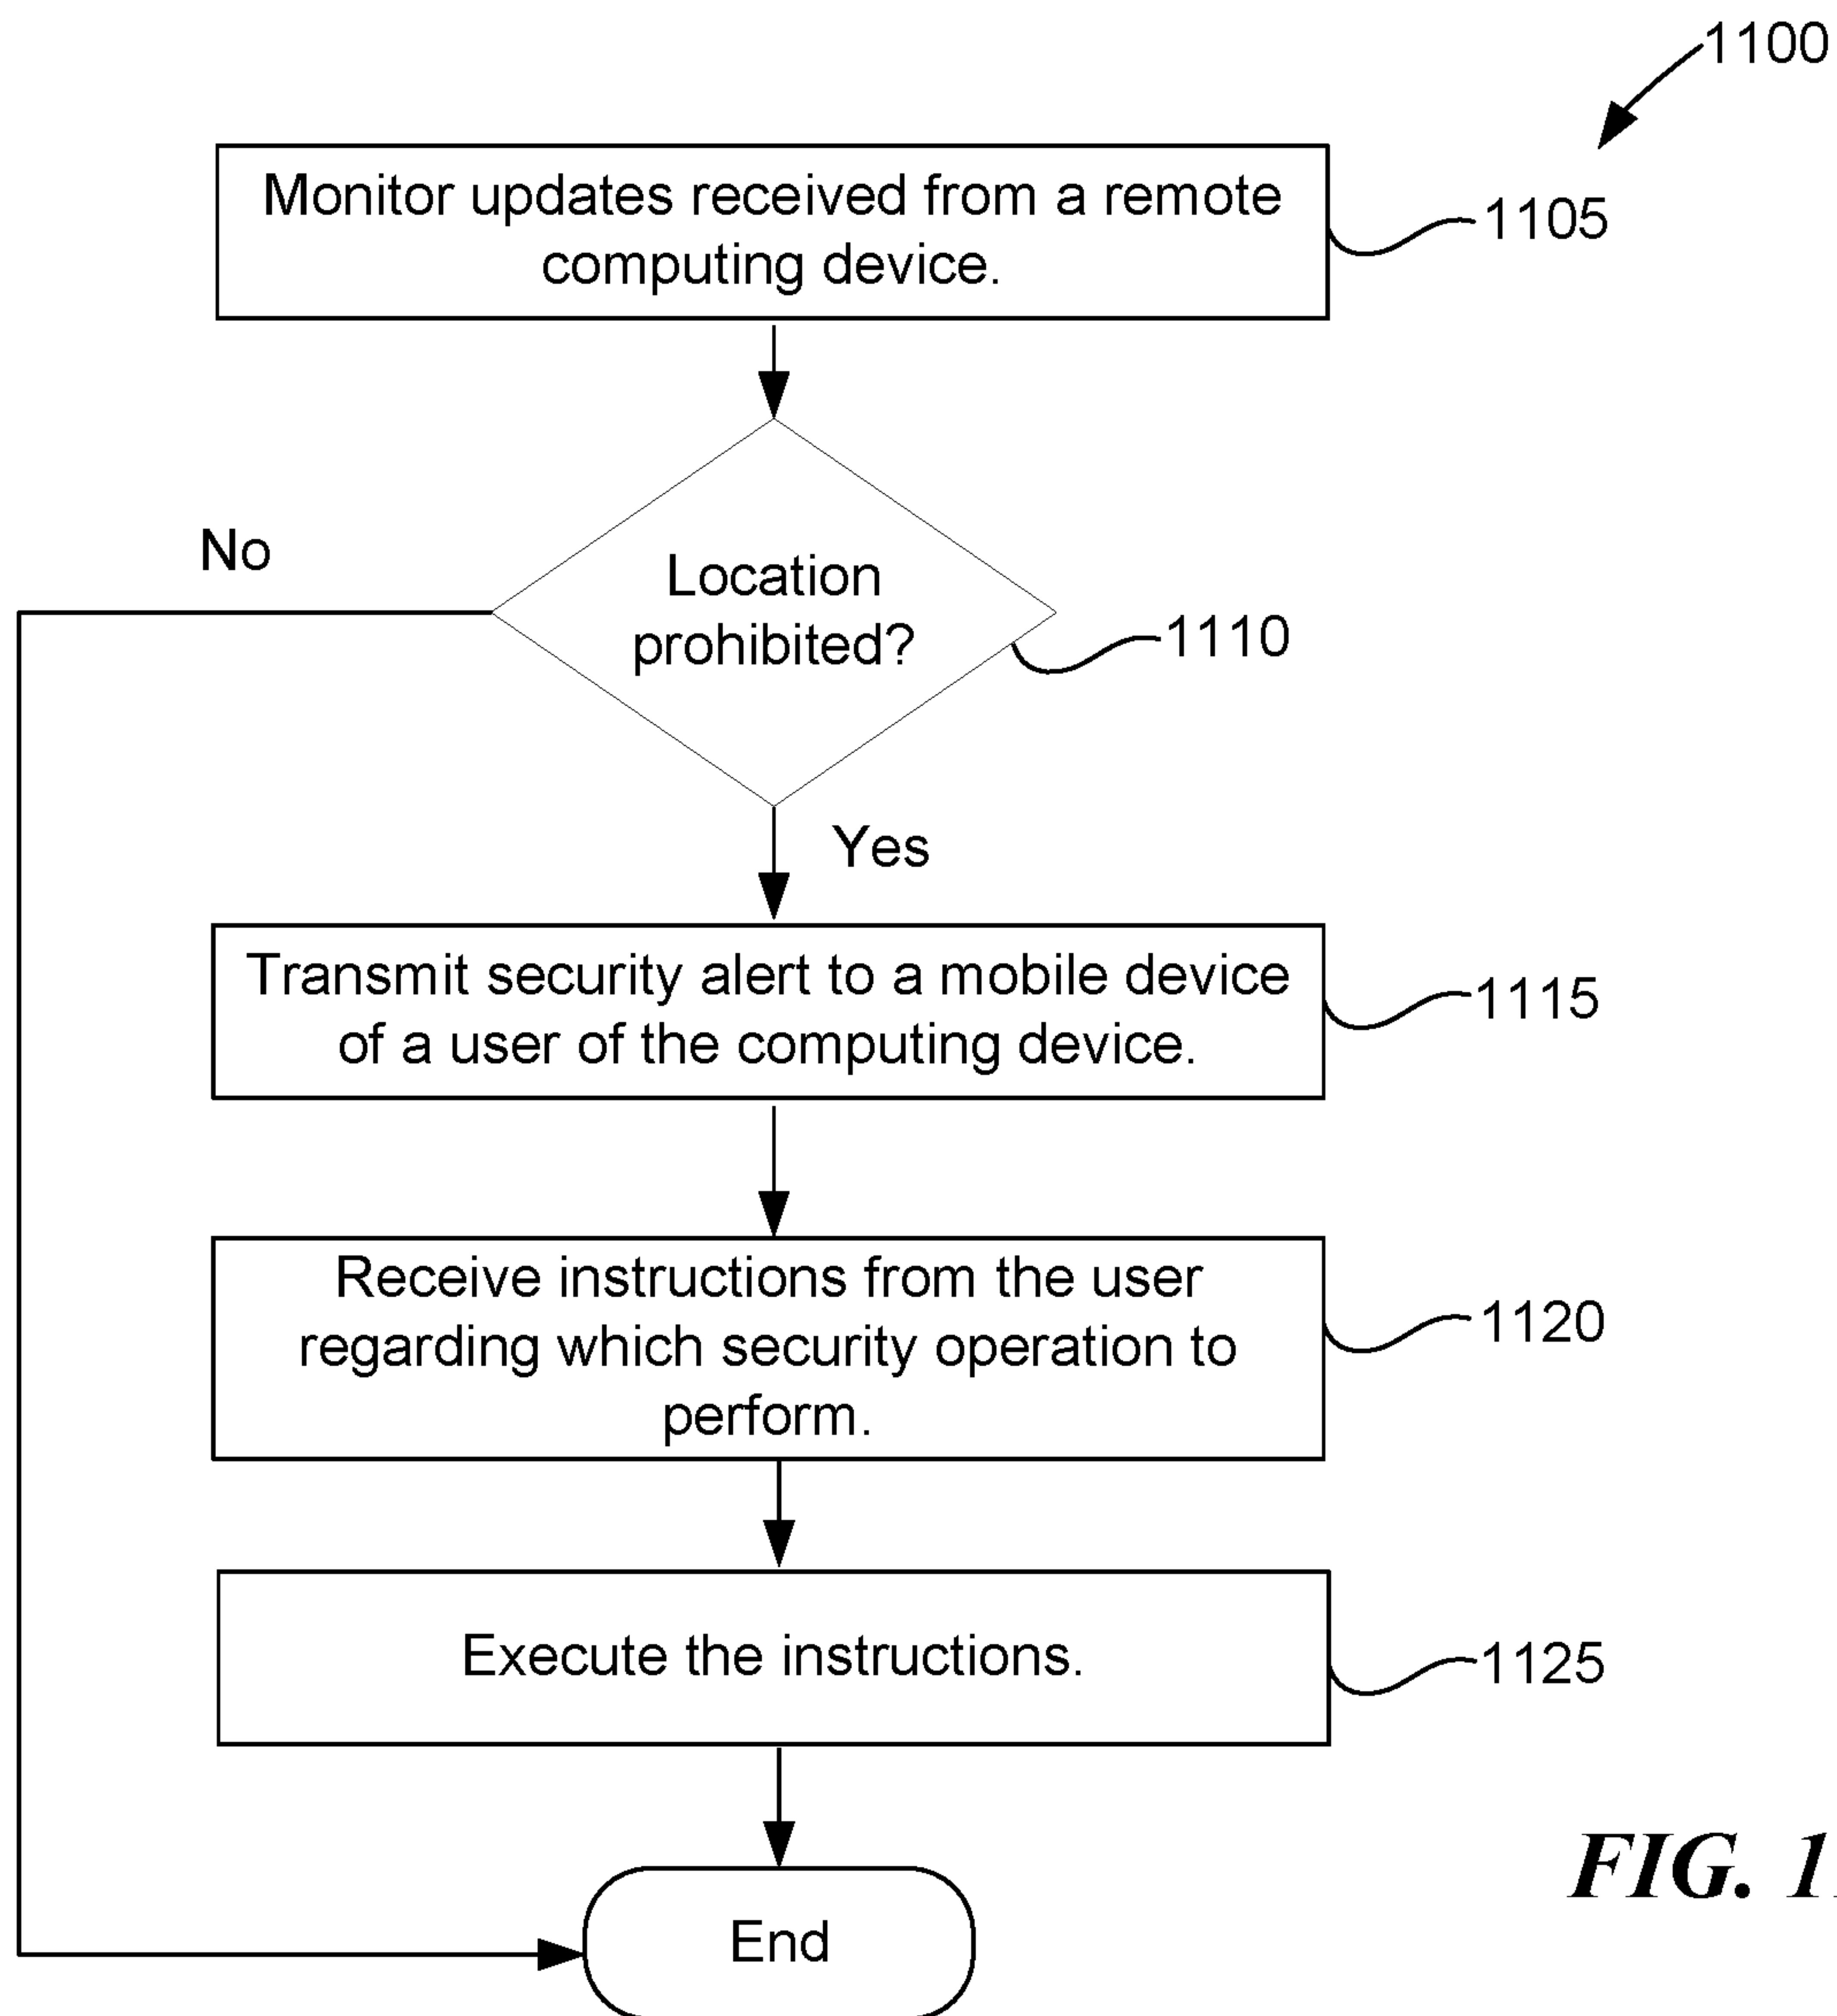 1100
Monitor updates received from a remote
computing device.
1105
No
Location
prohibited?
1110
Yes
Transmit security alert to a mobile device
of a user of the computing device.
1115
Receive instructions from the user
regarding which security operation to
perform.
1120
Execute the instructions.
1125
FIG. 1
End